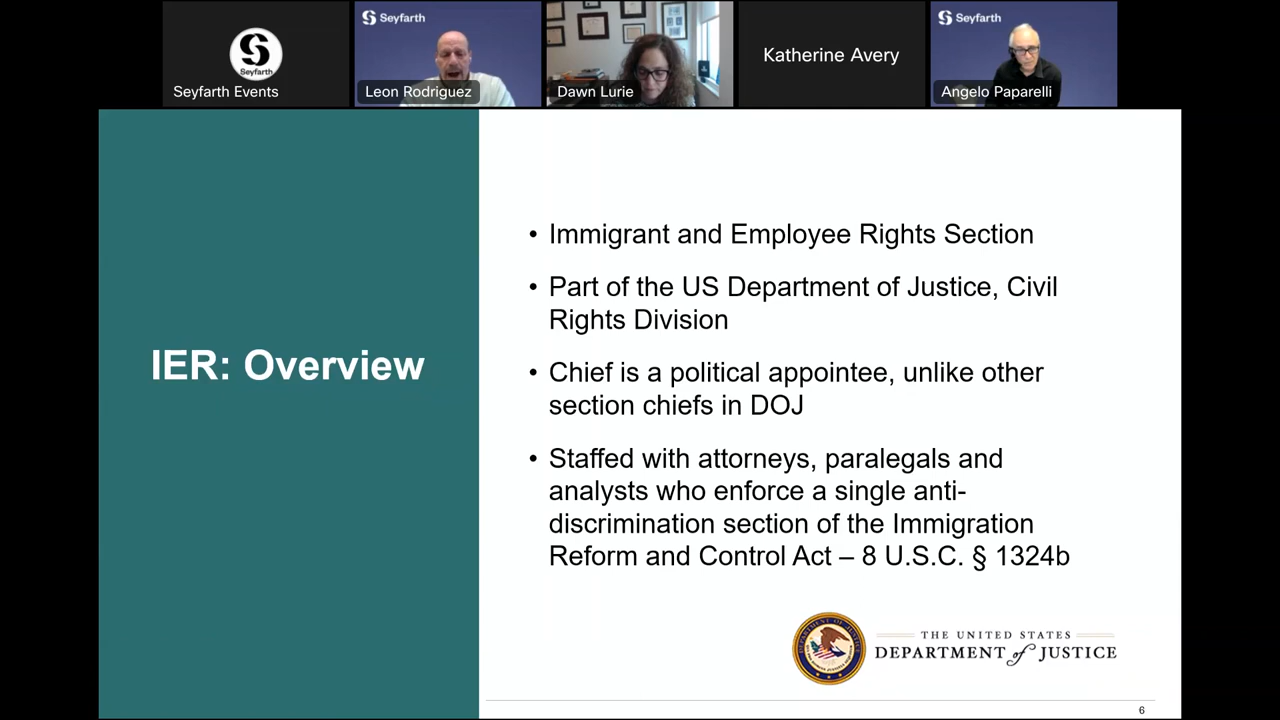 Seyfarth
Seyfarth Events
Seyfarth
Leon Rodriguez
Dawn Lurie
Katherine Avery
Seyfarth
Angelo Paparelli
IER: Overview
• Immigrant and Employee Rights Section
• Part of the US Department of Justice, Civil
Rights Division
• Chief is a political appointee, unlike other
section chiefs in DOJ
• Staffed with attorneys, paralegals and
analysts who enforce a single anti-
discrimination section of the Immigration
Reform and Control Act – 8 U.S.C. § 1324b
THE UNITED STATES
DEPARTMENT of JUSTICE
6